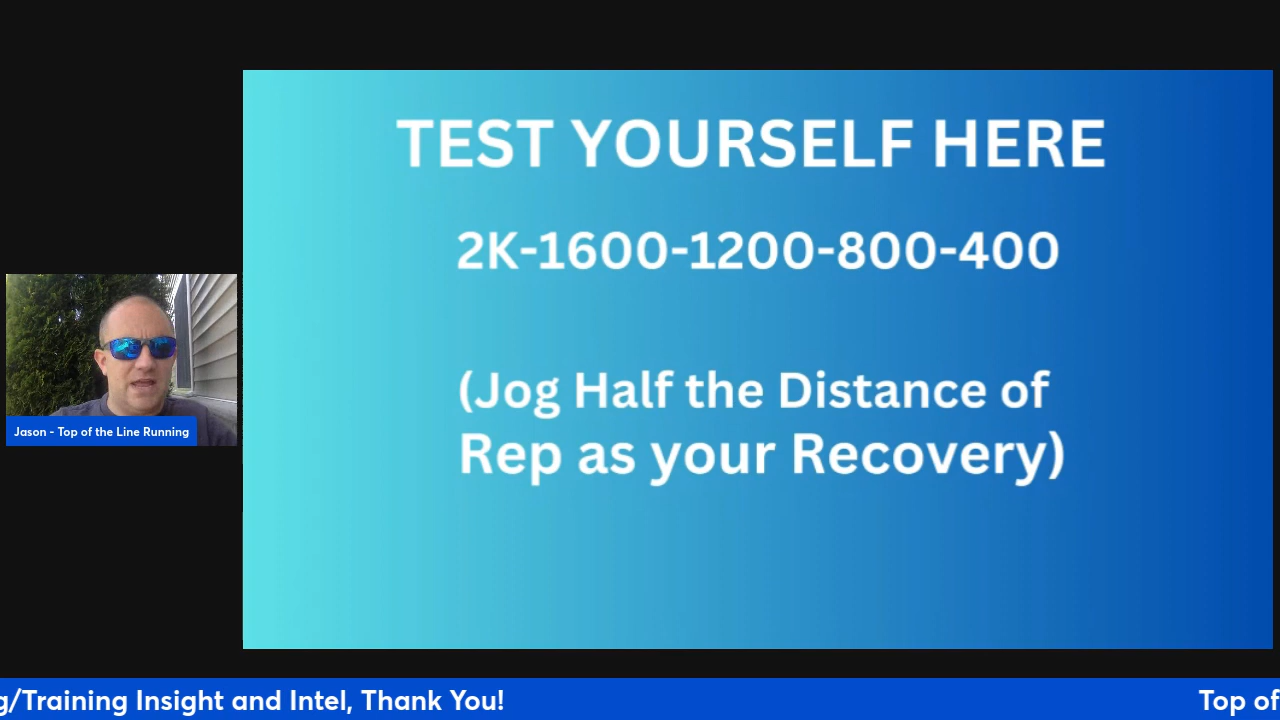 TEST YOURSELF HERE
2K-1600-1200-800-400
(Jog Half the Distance of
Rep as your Recovery)
Jason - Top of the Line Running
g/Training Insight and Intel, Thank You!
Top of